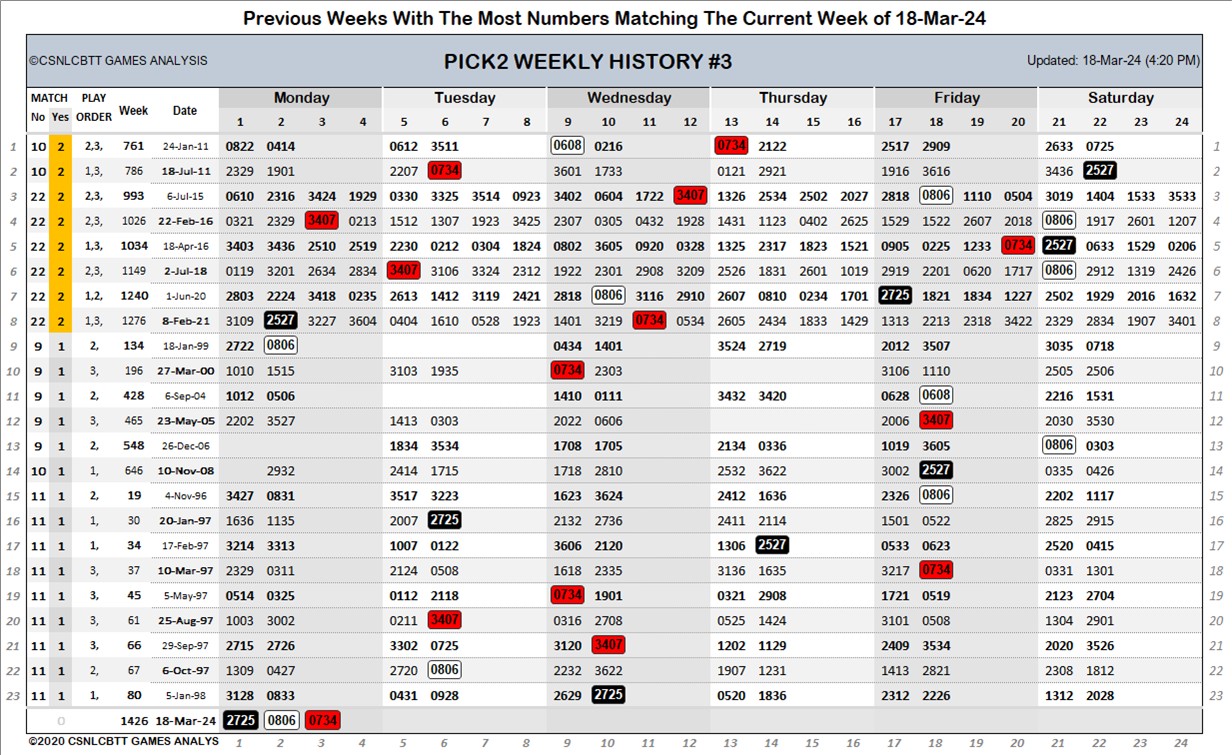 Previous Weeks With The Most Numbers Matching The Current Week of 18-Mar-24
©CSNLCBTT GAMES ANALYSIS PICK2 WEEKLY HISTORY #3 Updated: 18-Mar-24 (4:20 PM)
MATCH PLAY Week Date Monday Tuesday Wednesday Thursday Friday Saturday
No Yes ORDER 1 2 3 4 5 6 7 8 9 10 11 12 13 14 15 16 17 18 19 20 21 22 23 24
1 10 2 2,3, 761 24-Jan-11 0822 0414 0612 3511 0608 0216 0734 2122 2517 2909 2633 0725 1
2 10 2 1,3, 786 18-Jul-11 2329 1901 2207 0734 3601 1733 0121 2921 1916 3616 3436 2527 2
3 22 2 2,3, 993 6-Jul-15 0610 2316 3424 1929 0330 3325 3514 0923 3402 0604 1722 3407 1326 2534 2502 2027 2818 0806 1110 0504 3019 1404 1533 3533 3
4 22 2 2,3, 1026 22-Feb-16 0321 2329 3407 0213 1512 1307 1923 3425 2307 0305 0432 1928 1431 1123 0402 2625 1529 1522 2607 28 0806 1917 2601 1207 4
5 22 2 1,3, 1034 18-Apr-16 3403 3436 2510 2519 2230 0212 0304 1824 0802 3605 0920 0328 1325 2317 1823 1521 0905 0225 1233 0734 2527 0633 1529 0206 5
6 22 2 2,3, 1149 2-Jul-18 0119 3201 2634 2834 3407 3106 3324 2312 1922 2301 2908 3209 2526 1831 2601 1019 2919 2201 0620 1717 0806 2912 1319 2426 6
7 22 2 1,2, 1240 1-Jun-20 2803 2224 3418 0235 2613 1412 3119 2421 2818 0806 3116 2910 2607 0810 0234 1701 2725 1821 1834 1227 2502 1929 2016 1632 7
8 22 2 1,3, 1276 8-Feb-21 3109 2527 3227 3604 0404 1610 0528 1923 1401 3219 0734 0534 2605 2434 1833 1429 1313 2213 2318 3422 2329 3234 1907 3401 8
9 9 1 2, 134 18-Jan-99 2722 0806 0434 1401 3524 2719 2012 3507 3035 0718 9
10 9 1 3, 196 27-Mar-00 1010 1515 3103 1935 0734 2303 3106 1110 2505 2506 10
11 9 1 2, 428 6-Sep-04 1012 0506 1410 0111 3432 3420 0628 0608 2216 1531 11
12 9 1 3, 465 23-May-05 2202 3527 1413 0303 2022 0606 2006 3407 2030 3530 12
13 9 1 2, 548 26-Dec-06 1834 3534 1708 1705 2134 0336 1019 3605 0806 0303 13
14 10 1 1, 646 10-Nov-08 2932 2414 1715 1718 2810 2532 3622 3002 2527 0335 0426 14
15 11 1 2, 19 4-Nov-96 3427 0831 3517 3223 1623 3624 2412 1636 2326 0806 2202 1117 15
16 11 1 1, 30 20-Jan-97 1636 1135 2007 2725 2132 2736 2411 2114 1501 0522 2825 2915 16
17 11 1 1, 34 17-Feb-97 3214 3313 1007 0122 3606 2120 1306 2527 0533 0623 2520 0415 17
18 11 1 3, 37 10-Mar-97 2329 0311 2124 0508 1618 2335 3136 1635 3217 0734 0331 1301 18
19 11 1 3, 45 5-May-97 0514 0325 0112 2118 0734 1901 0321 2908 1721 0519 2123 2704 19
20 11 1 3, 61 25-Aug-97 1003 3002 0211 3407 0316 2708 0525 1424 3101 0508 1304 2901 20
21 11 1 3, 66 29-Sep-97 2715 2726 3302 0725 3120 3407 1202 1129 2409 3534 2020 3526 21
22 11 1 2, 67 6-Oct-97 1309 0427 2720 0806 2232 3622 1907 1231 1413 2821 2308 1812 22
23 11 1 1, 80 5-Jan-98 3128 0833 0431 0928 2629 2725 0520 1836 2312 2226 1312 2028 23
0 1426 18-Mar-24 2725 0806 0734
©2020 CSNLCBTT GAMES ANALYS 1 2 3 4 5 6 7 8 9 10 11 12 13 14 15 16 17 18 19 20 21 22 23 24